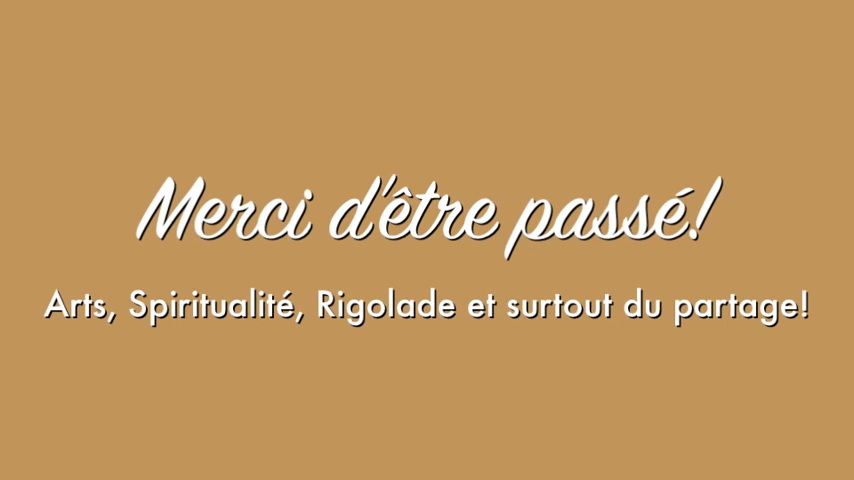 Merci d'être passé!
Arts, Spiritualité, Rigolade et surtout du partage!